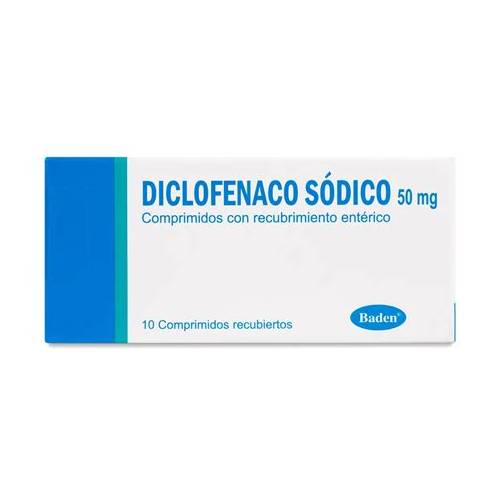 DICLOFENACO SÓDICO 50 mg
Comprimidos con recubrimiento entérico
10 Comprimidos recubiertos
Baden®